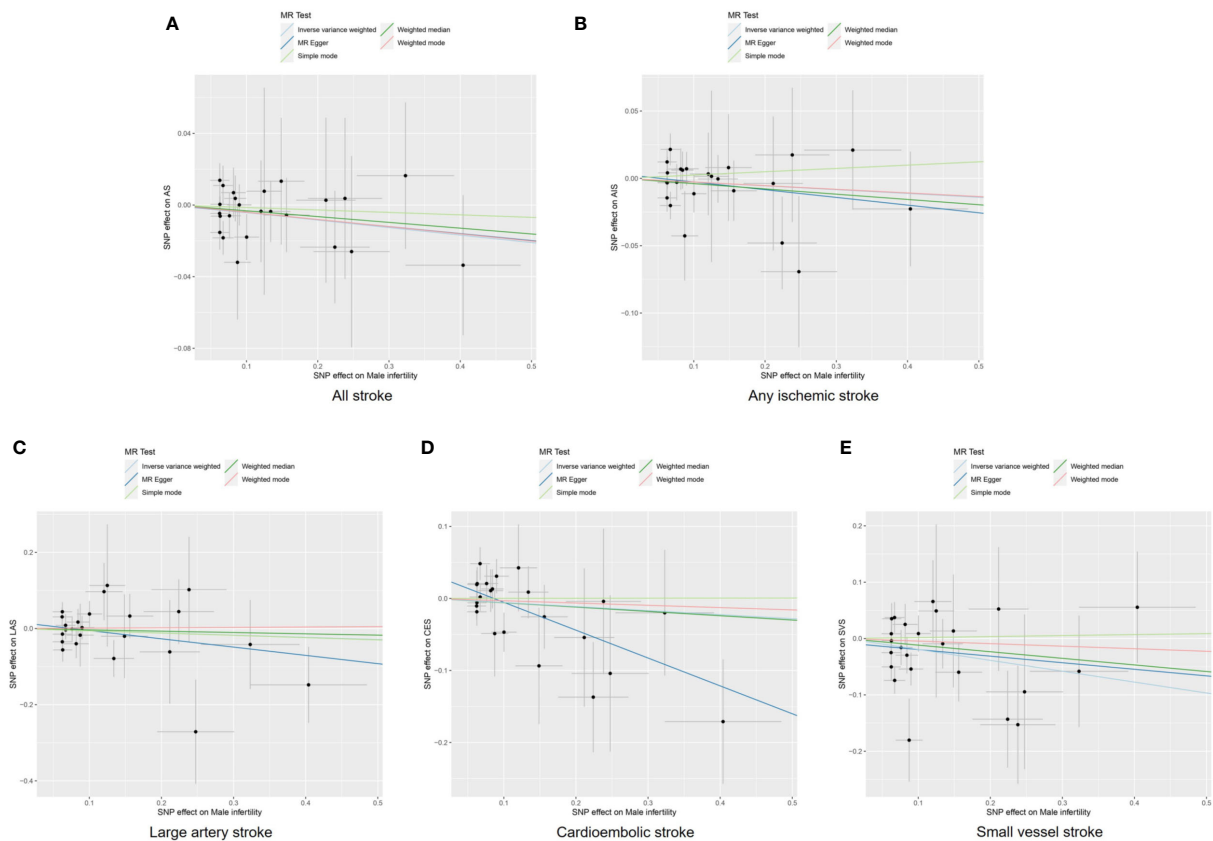 A
MR Test
Inverse variance weighted
Weighted median
MR Egger
Weighted mode
Simple mode
SNP effect on AS
0.04
0.00
−0.04
−0.08
0.1
0.2
0.3
0.4
0.5
SNP effect on Male infertility
All stroke
B
MR Test
Inverse variance weighted
Weighted median
MR Egger
Weighted mode
Simple mode
SNP effect on AIS
0.05
0.00
−0.05
−0.10
0.1
0.2
0.3
0.4
0.5
SNP effect on Male infertility
Any ischemic stroke
C
MR Test
Inverse variance weighted
Weighted median
MR Egger
Weighted mode
Simple mode
SNP effect on LAS
0.2
0.0
−0.2
−0.4
0.1
0.2
0.3
0.4
0.5
SNP effect on Male infertility
Large artery stroke
D
MR Test
Inverse variance weighted
Weighted median
MR Egger
Weighted mode
Simple mode
SNP effect on CES
0.1
0.0
−0.1
−0.2
0.1
0.2
0.3
0.4
0.5
SNP effect on Male infertility
Cardioembolic stroke
E
MR Test
Inverse variance weighted
Weighted median
MR Egger
Weighted mode
Simple mode
SNP effect on SVS
0.2
0.1
0.0
−0.1
−0.2
0.1
0.2
0.3
0.4
0.5
SNP effect on Male infertility
Small vessel stroke